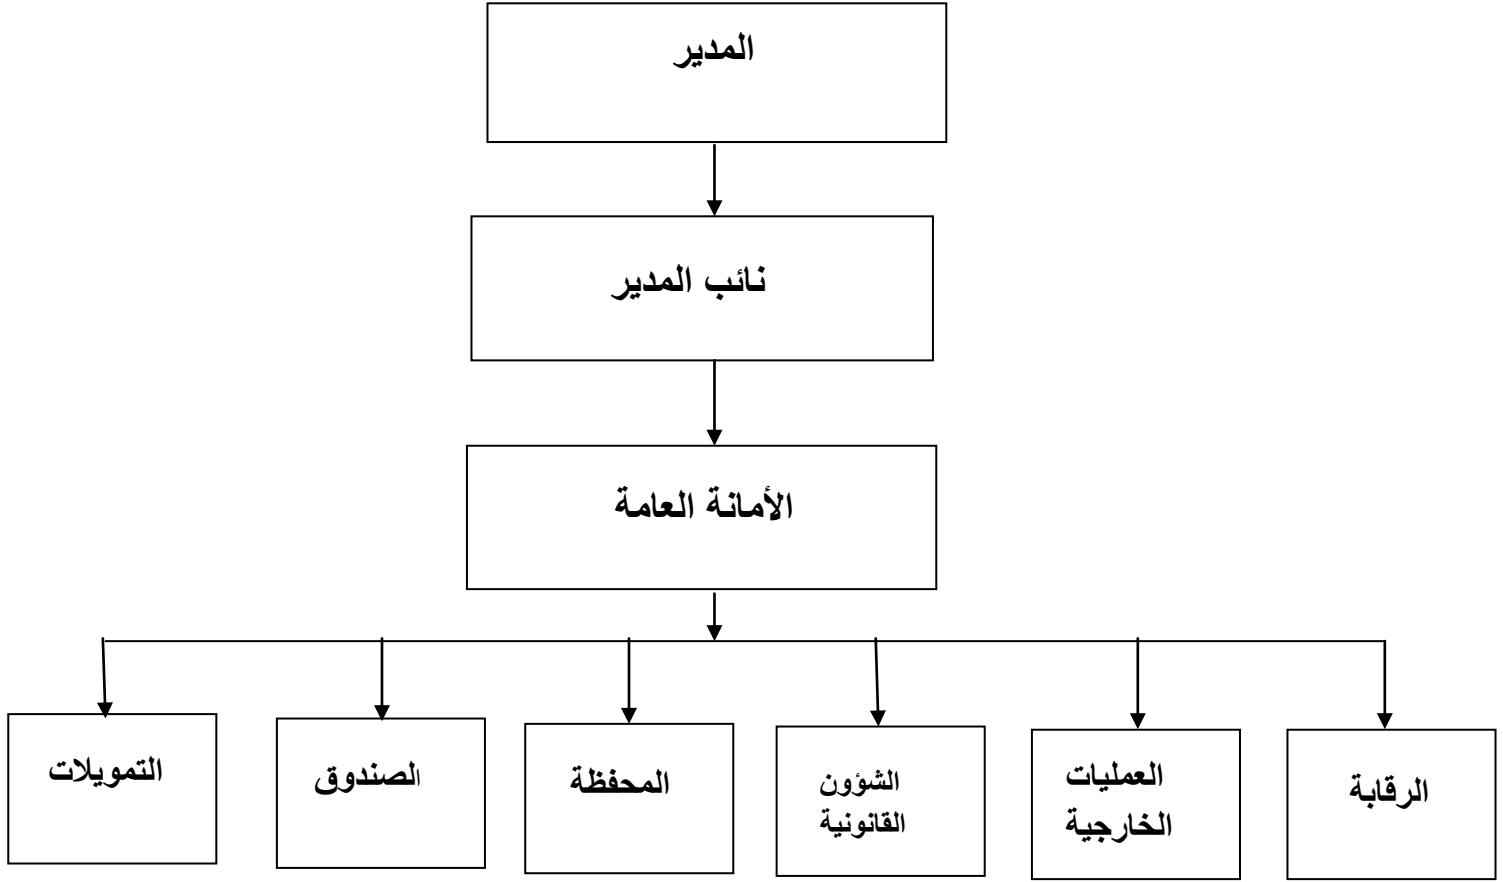 المدير
نائب المدير
الأمانة العامة
الرقابة
العمليات
الخارجية
الشؤون
القانونية
المحفظة
الصندوق
التمويلات